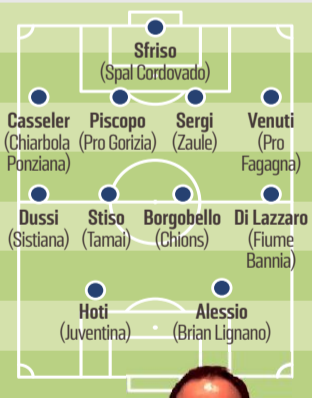 Sfriso
(Spal Cordovado)
Casseler Piscopo Sergi Venuti
(Chiarbola (Pro Gorizia) (Zaule) (Pro
Ponziana) Fagagna)
Dussi Stiso Borgobello Di Lazzaro
(Sistiana) (Tamai) (Chions) (Fiume
Bannia)
Hoti Alessio
(Juventina) (Brian Lignano)